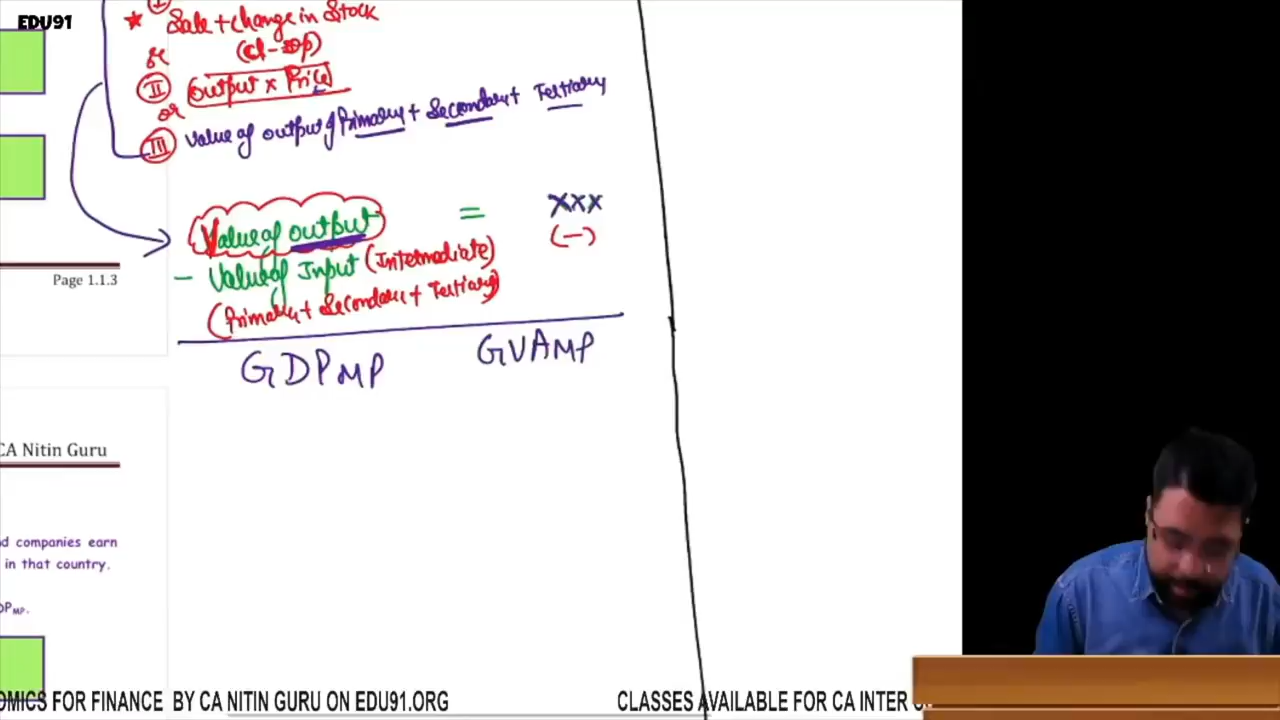 EDU91
I
* Sale + change in Stock
or (Cl - Op)
II Output x Price
or
III Value of output of Primary + Secondary + Tertiary
Value of output = XXX
- Value of Input (Intermediate) (-)
(Primary + Secondary + Tertiary)
GDPMP GVAMP
Page 1.1.3
CA Nitin Guru
nd companies earn
in that country.
DPMP.
OMICS FOR FINANCE BY CA NITIN GURU ON EDU91.ORG CLASSES AVAILABLE FOR CA INTER